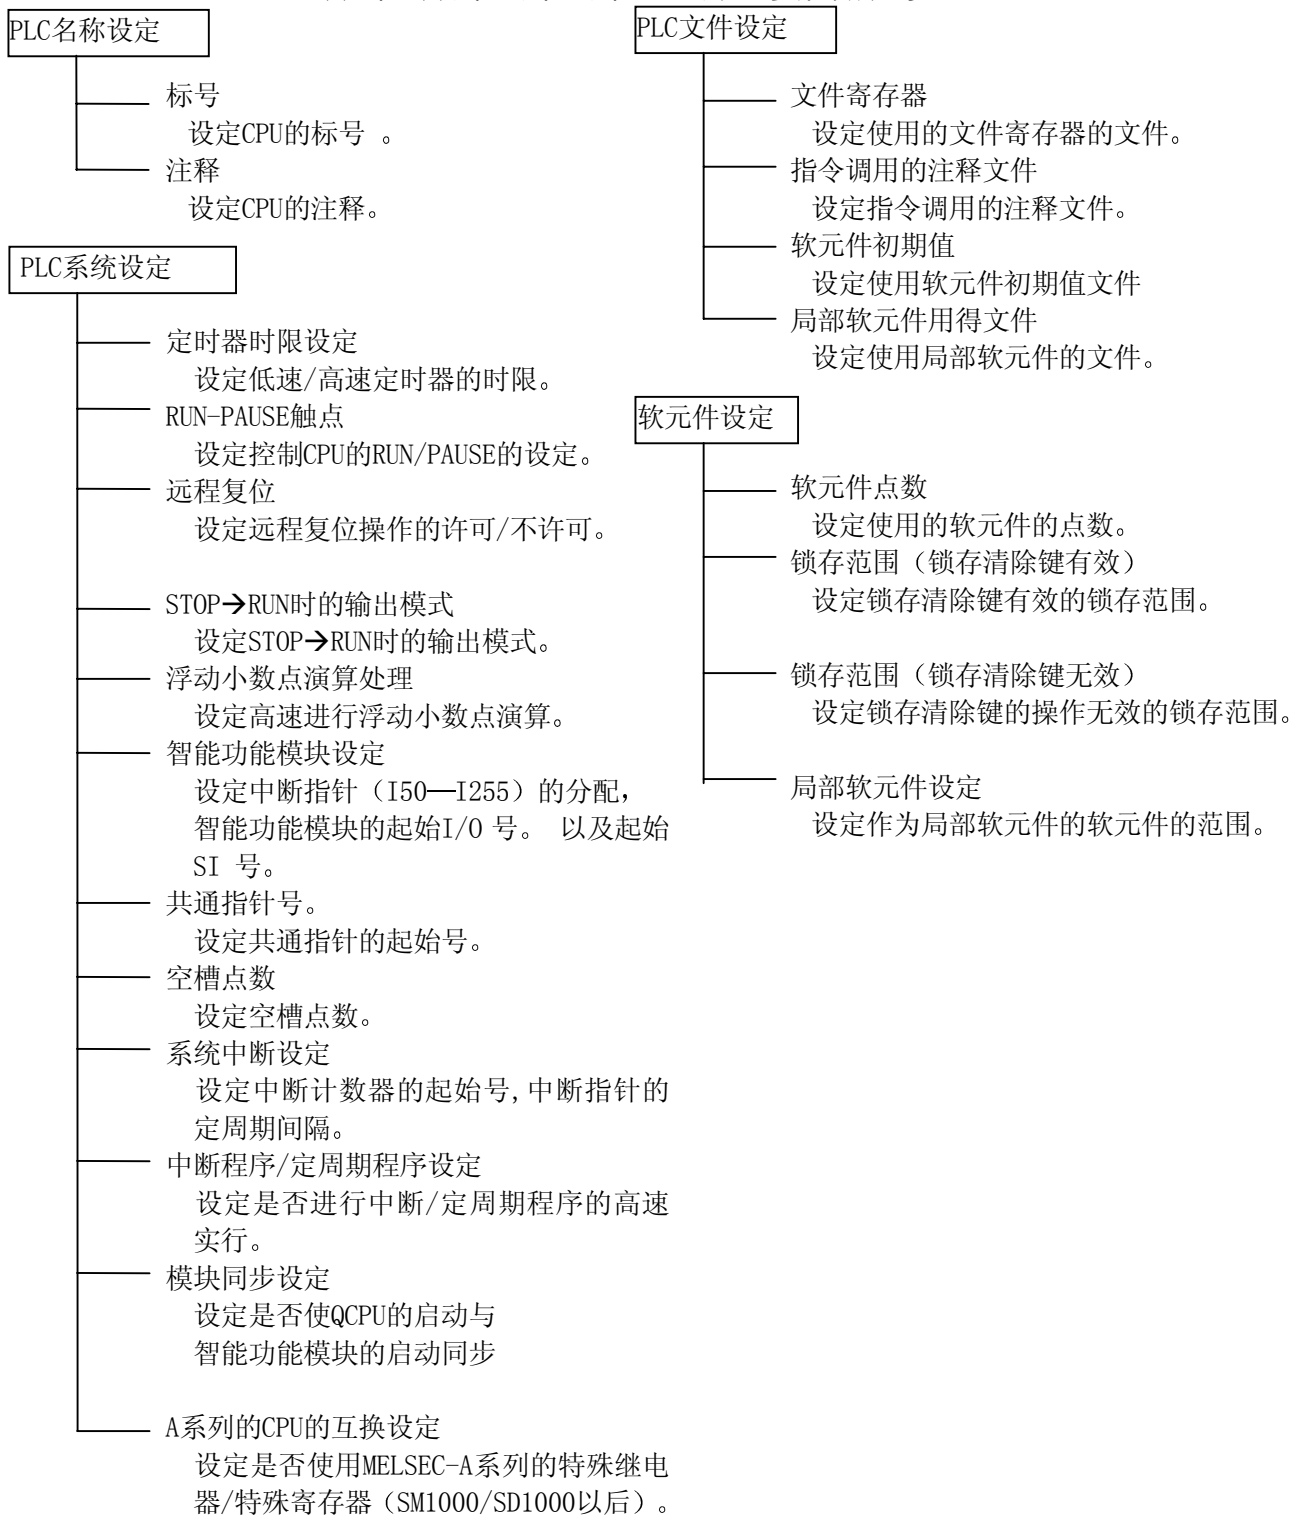 PLC名称设定
标号
设定CPU的标号 。
注释
设定CPU的注释。
PLC系统设定
定时器时限设定
设定低速/高速定时器的时限。
RUN-PAUSE触点
设定控制CPU的RUN/PAUSE的设定。
远程复位
设定远程复位操作的许可/不许可。
STOP→RUN时的输出模式
设定STOP→RUN时的输出模式。
浮动小数点演算处理
设定高速进行浮动小数点演算。
智能功能模块设定
设定中断指针（I50—I255）的分配，
智能功能模块的起始I/O 号。 以及起始
SI 号。
共通指针号。
设定共通指针的起始号。
空槽点数
设定空槽点数。
系统中断设定
设定中断计数器的起始号,中断指针的
定周期间隔。
中断程序/定周期程序设定
设定是否进行中断/定周期程序的高速
实行。
模块同步设定
设定是否使QCPU的启动与
智能功能模块的启动同步
A系列的CPU的互换设定
设定是否使用MELSEC-A系列的特殊继电
器/特殊寄存器（SM1000/SD1000以后）。
PLC文件设定
文件寄存器
设定使用的文件寄存器的文件。
指令调用的注释文件
设定指令调用的注释文件。
软元件初期值
设定使用软元件初期值文件
局部软元件用得文件
设定使用局部软元件的文件。
软元件设定
软元件点数
设定使用的软元件的点数。
锁存范围（锁存清除键有效）
设定锁存清除键有效的锁存范围。
锁存范围（锁存清除键无效）
设定锁存清除键的操作无效的锁存范围。
局部软元件设定
设定作为局部软元件的软元件的范围。